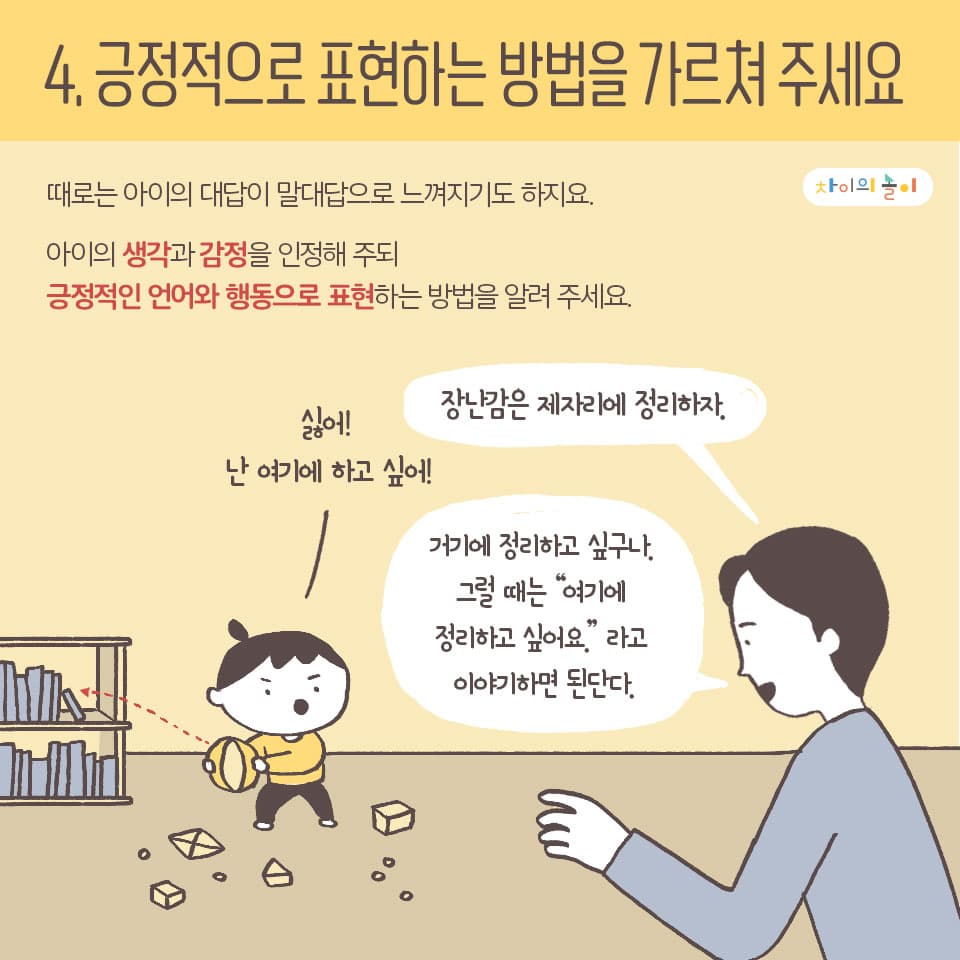 4. 긍정적으로 표현하는 방법을 가르쳐 주세요
때로는 아이의 대답이 말대답으로 느껴지기도 하지요.
차이의 놀이
아이의 생각과 감정을 인정해 주되
긍정적인 언어와 행동으로 표현하는 방법을 알려 주세요.
장난감은 제자리에 정리하자.
싫어!
난 여기에 하고 싶어!
거기에 정리하고 싶구나.
그럴 때는 “여기에
정리하고 싶어요.” 라고
이야기하면 된단다.